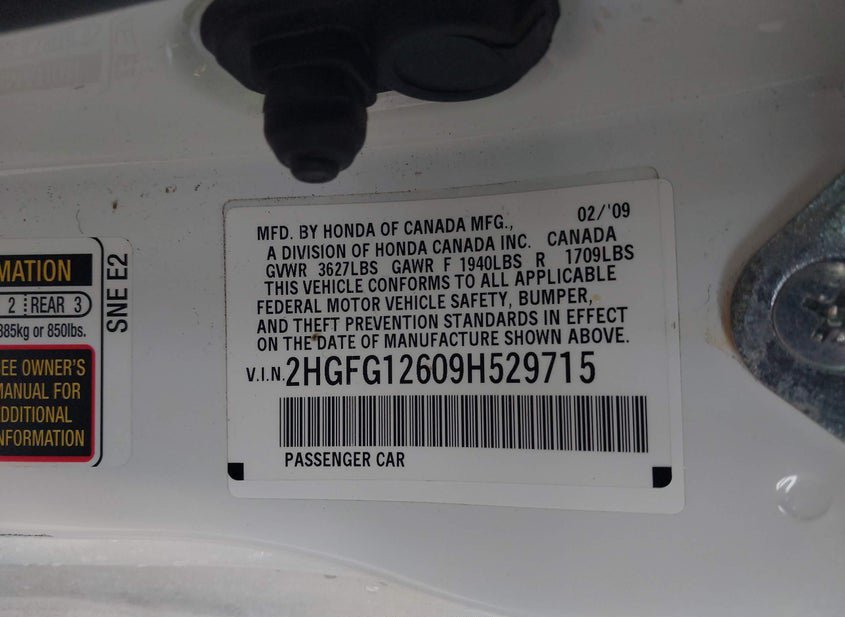 MATION
2 REAR 3
385kg or 850lbs.
EE OWNER'S
MANUAL FOR
DDITIONAL
NFORMATION
SNE E2
MFD. BY HONDA OF CANADA MFG., 02/'09
A DIVISION OF HONDA CANADA INC. CANADA
GVWR 3627LBS GAWR F 1940LBS R 1709LBS
THIS VEHICLE CONFORMS TO ALL APPLICABLE
FEDERAL MOTOR VEHICLE SAFETY, BUMPER,
AND THEFT PREVENTION STANDARDS IN EFFECT
ON THE DATE OF MANUFACTURE SHOWN ABOVE.
V.I.N. 2HGFG12609H529715
PASSENGER CAR